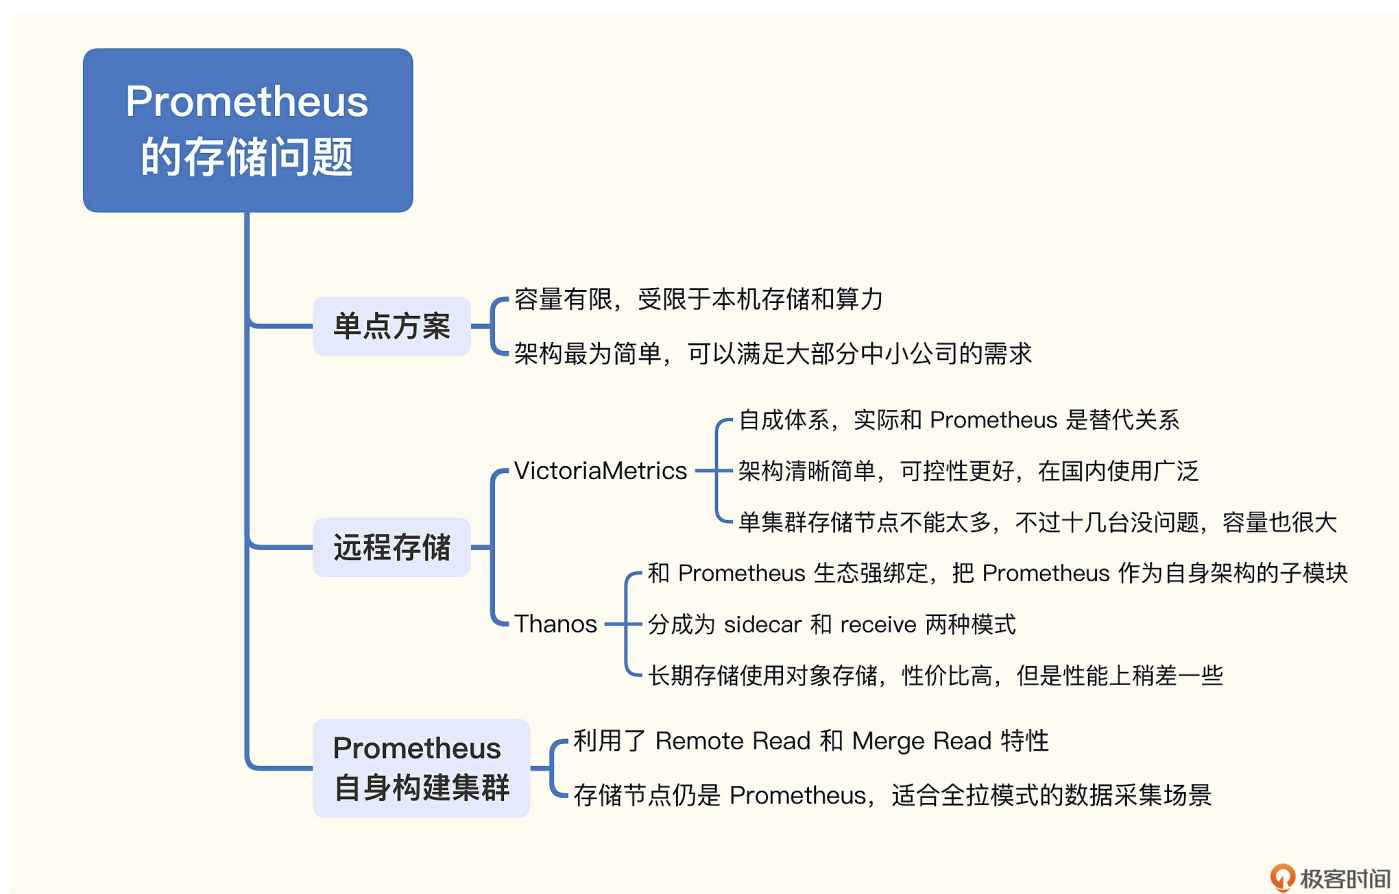 Prometheus
的存储问题
单点方案
容量有限，受限于本机存储和算力
架构最为简单，可以满足大部分中小公司的需求
远程存储
VictoriaMetrics
自成体系，实际和 Prometheus 是替代关系
架构清晰简单，可控性更好，在国内使用广泛
单集群存储节点不能太多，不过十几台没问题，容量也很大
Thanos
和 Prometheus 生态强绑定，把 Prometheus 作为自身架构的子模块
分成为 sidecar 和 receive 两种模式
长期存储使用对象存储，性价比高，但是性能上稍差一些
Prometheus
自身构建集群
利用了 Remote Read 和 Merge Read 特性
存储节点仍是 Prometheus，适合全拉模式的数据采集场景
极客时间